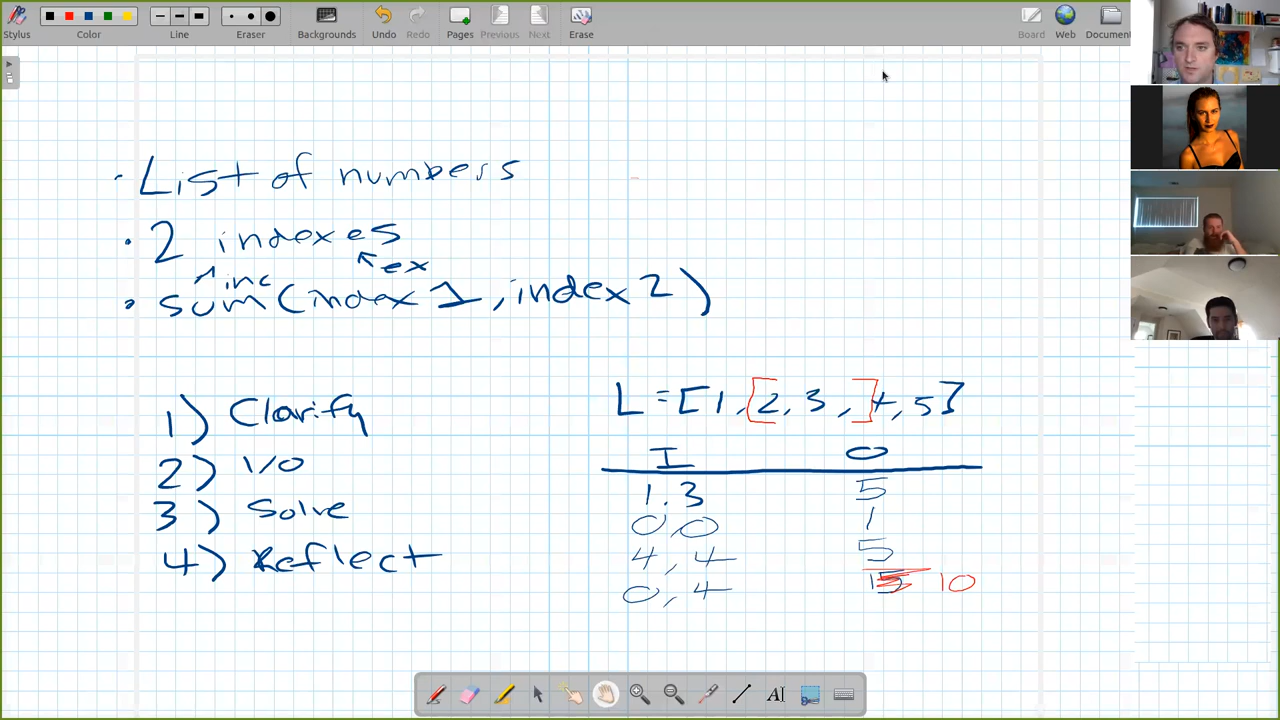 Stylus Color Line Eraser Backgrounds Undo Redo Pages Previous Next Erase Board Web Document
· List of numbers
· 2 indexes
↑inc ↖ex
· sum(index 1, index 2)
1) Clarify
2) I/O
3) Solve
4) Reflect
L = [1, [2, 3, ] 4, 5]
I O
1, 3 5
0, 0 1
4, 4 5
0, 4 15 10